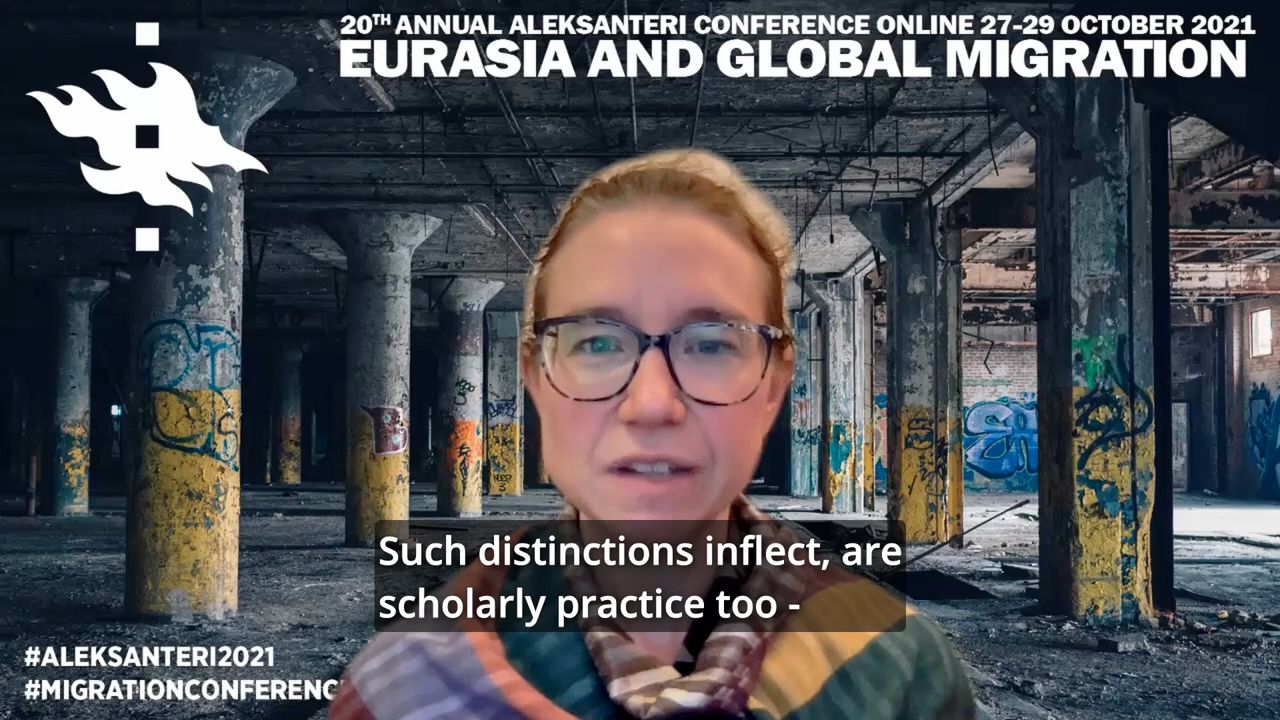 20TH ANNUAL ALEKSANTERI CONFERENCE ONLINE 27-29 OCTOBER 2021
EURASIA AND GLOBAL MIGRATION
Such distinctions inflect, are
scholarly practice too -
#ALEKSANTERI2021
#MIGRATIONCONFERENC